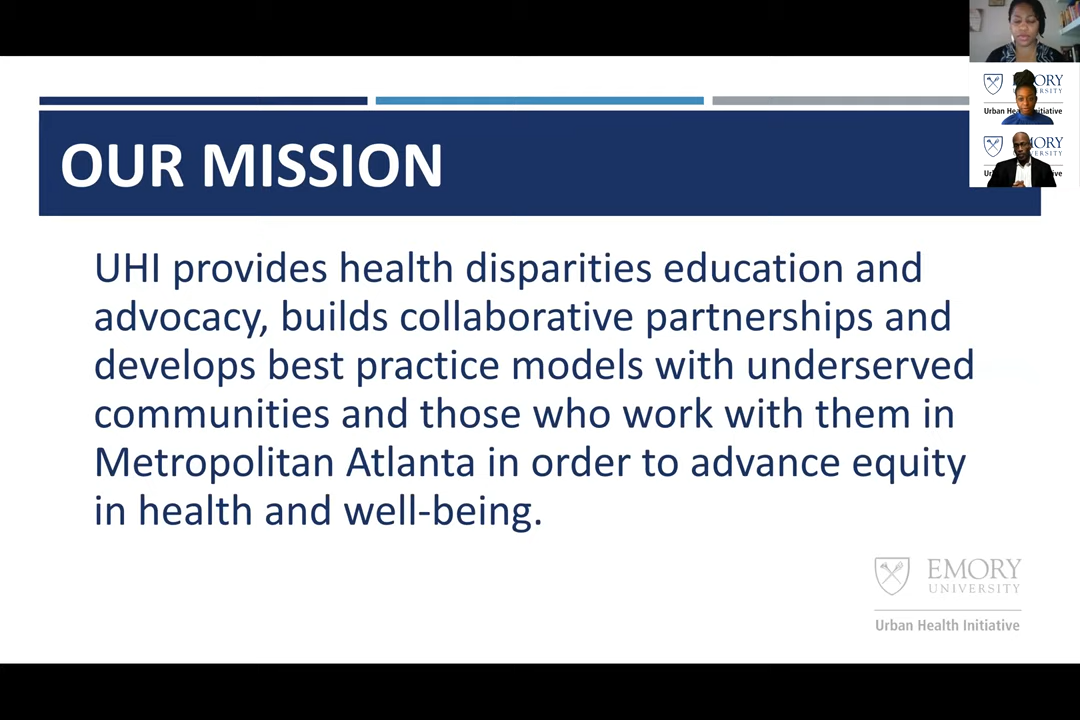 OUR MISSION
UHI provides health disparities education and
advocacy, builds collaborative partnerships and
develops best practice models with underserved
communities and those who work with them in
Metropolitan Atlanta in order to advance equity
in health and well-being.
EMORY
UNIVERSITY
Urban Health Initiative